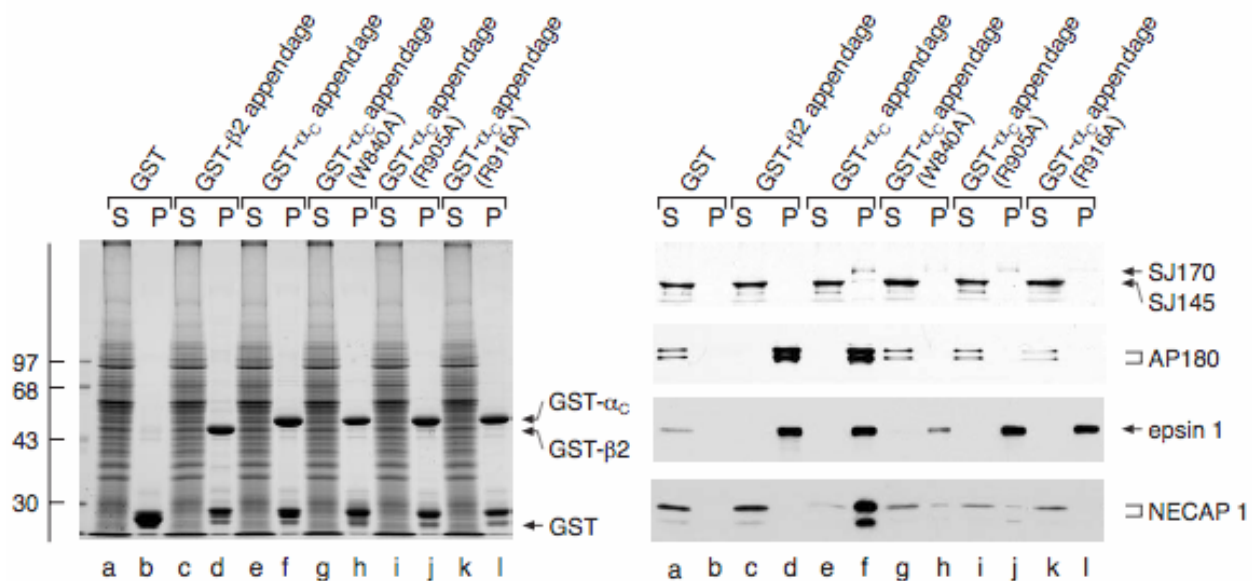 GST
GST-β2 appendage
GST-αC appendage
GST-αC appendage
(W840A)
GST-αC appendage
(R905A)
GST-αC appendage
(R916A)
S P S P S P S P S P S P
97
68
43
30
GST-αC
GST-β2
GST
a b c d e f g h i j k l
GST
GST-β2 appendage
GST-αC appendage
GST-αC appendage
(W840A)
GST-αC appendage
(R905A)
GST-αC appendage
(R916A)
S P S P S P S P S P S P
SJ170
SJ145
AP180
epsin 1
NECAP 1
a b c d e f g h i j k l